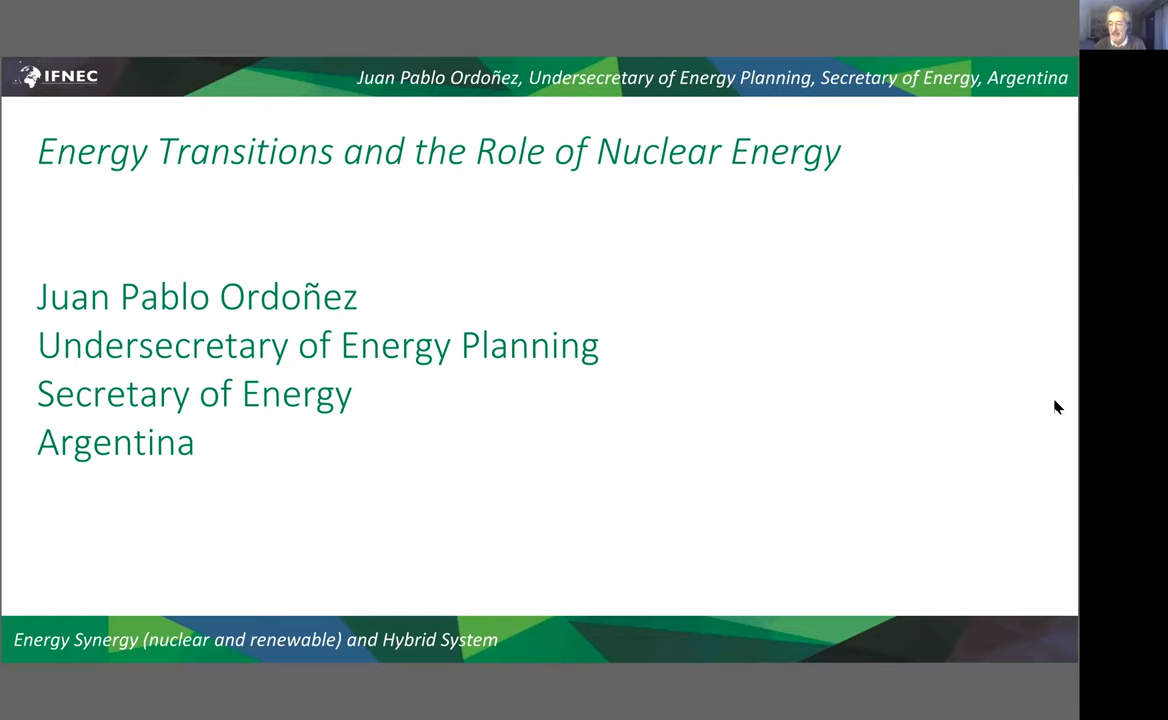 IFNEC
Juan Pablo Ordoñez, Undersecretary of Energy Planning, Secretary of Energy, Argentina
Energy Transitions and the Role of Nuclear Energy
Juan Pablo Ordoñez
Undersecretary of Energy Planning
Secretary of Energy
Argentina
Energy Synergy (nuclear and renewable) and Hybrid System